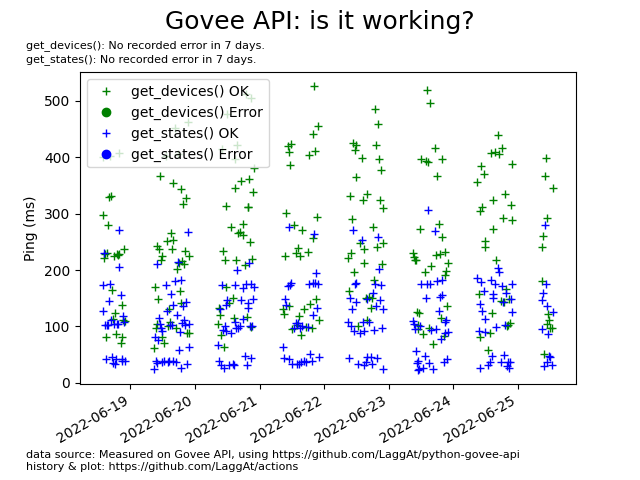 Govee API: is it working?
get_devices(): No recorded error in 7 days.
get_states(): No recorded error in 7 days.
get_devices() OK
get_devices() Error
get_states() OK
get_states() Error
Ping (ms)
500
400
300
200
100
0
2022-06-19
2022-06-20
2022-06-21
2022-06-22
2022-06-23
2022-06-24
2022-06-25
data source: Measured on Govee API, using https://github.com/LaggAt/python-govee-api
history & plot: https://github.com/LaggAt/actions